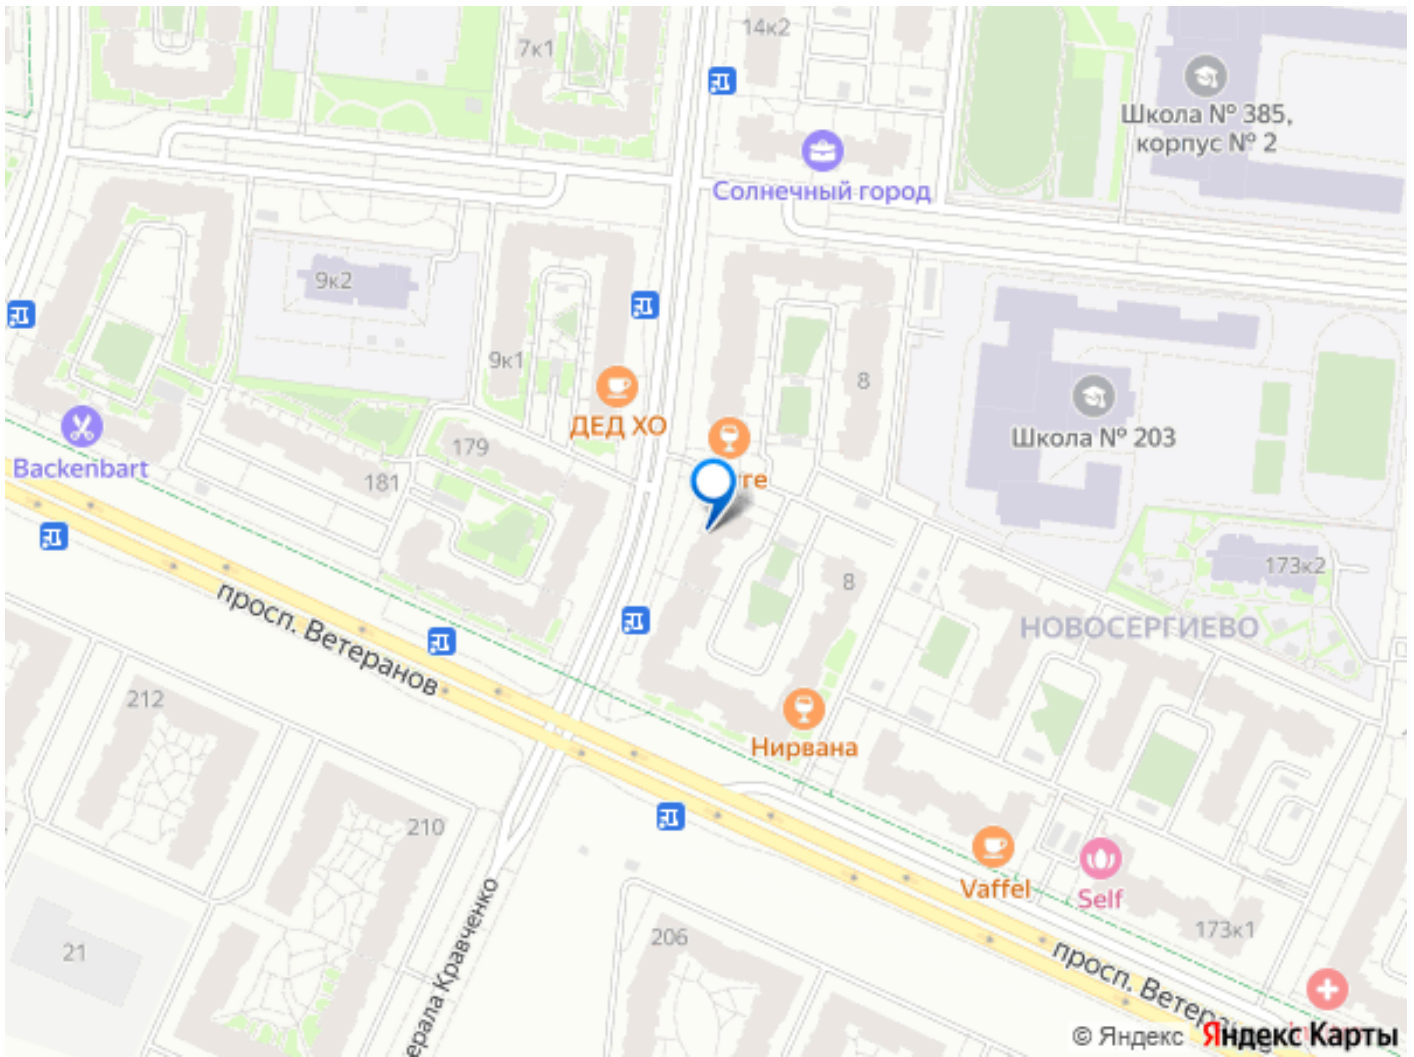 14к2
7к1
Школа № 385,
корпус № 2
Солнечный город
9к2
9к1
8
ДЕД ХО
Школа № 203
179
Backenbart
181
173к2
8
НОВОСЕРГИЕВО
просп. Ветеранов
212
Нирвана
210
Vaffel
Self
173к1
206
21
просп.
© Яндекс
Яндекс Карты